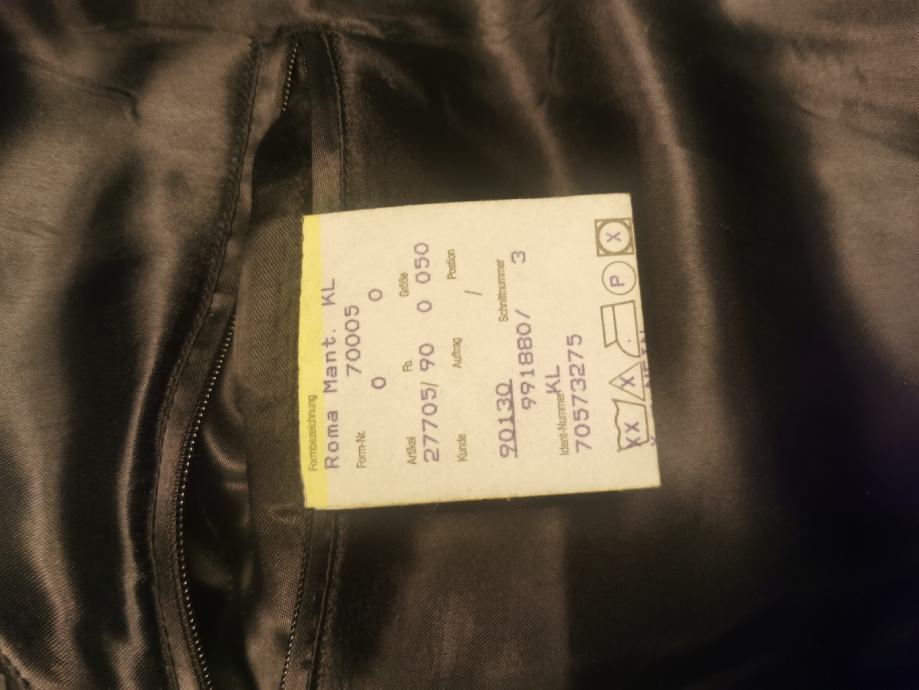 Formbezeichnung
Roma Mant. KL
Form-Nr. 70005
0 0
Artikel Fb. Größe
27705/ 90 0 050
Kunde Auftrag Position
/
90130 Schnittnummer
991880/ 3
Ident-Nummer KL
70573275
XX X P X